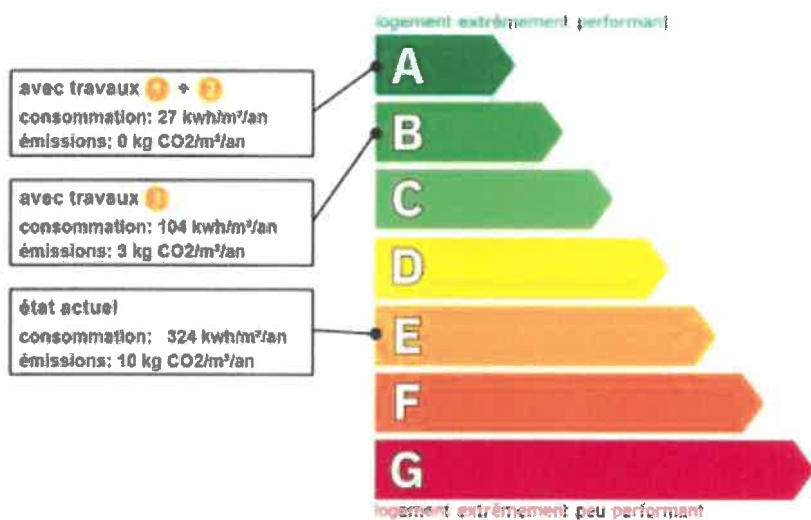 logement extrêmement performant
A
avec travaux 1 + 2
consommation: 27 kwh/m²/an
émissions: 0 kg CO2/m²/an
B
avec travaux 1
consommation: 104 kwh/m²/an
émissions: 3 kg CO2/m²/an
C
D
état actuel
consommation: 324 kwh/m²/an
émissions: 10 kg CO2/m²/an
E
F
G
logement extrêmement peu performant